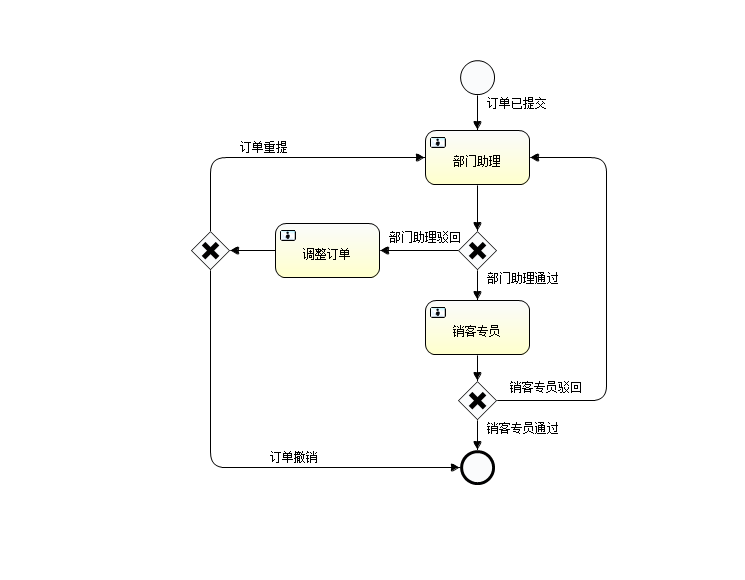 订单已提交
订单重提
部门助理
部门助理驳回
调整订单
部门助理通过
销客专员
销客专员驳回
销客专员通过
订单撤销